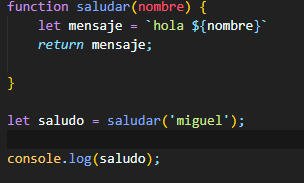 function saludar(nombre) {
    let mensaje = `hola ${nombre}`
    return mensaje;
}
let saludo = saludar('miguel');
console.log(saludo);